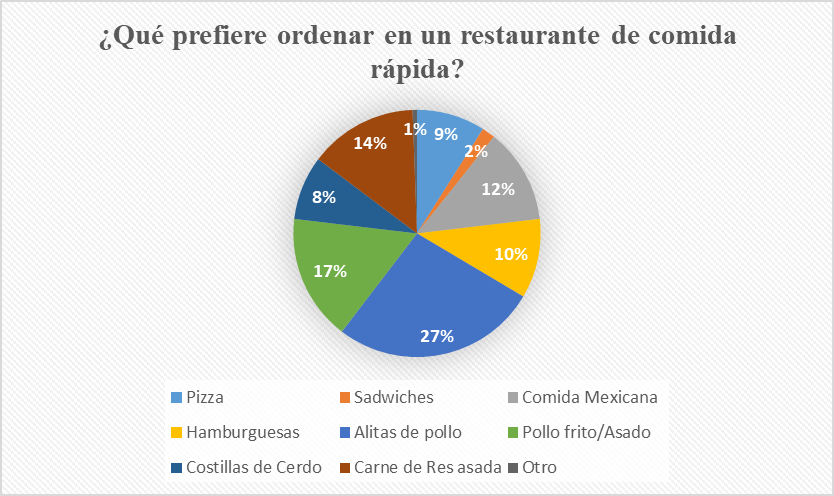 ¿Qué prefiere ordenar en un restaurante de comida
rápida?
1%
9%
2%
14%
12%
8%
10%
17%
27%
Pizza
Sadwiches
Comida Mexicana
Hamburguesas
Alitas de pollo
Pollo frito/Asado
Costillas de Cerdo
Carne de Res asada
Otro